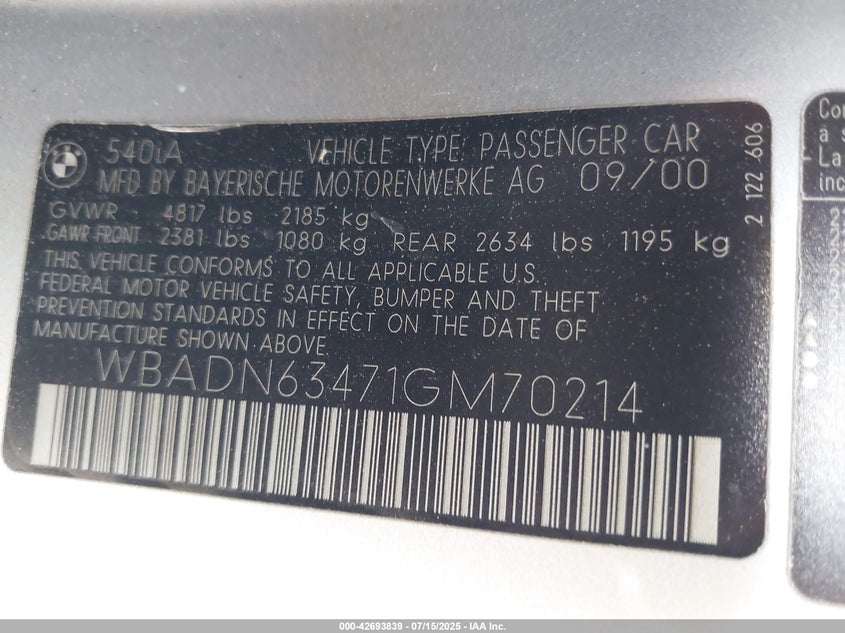 540iA VEHICLE TYPE: PASSENGER CAR
MFD BY BAYERISCHE MOTORENWERKE AG 09/00
GVWR 4817 lbs 2185 kg
GAWR FRONT 2381 lbs 1080 kg REAR 2634 lbs 1195 kg
THIS VEHICLE CONFORMS TO ALL APPLICABLE U.S.
FEDERAL MOTOR VEHICLE SAFETY, BUMPER AND THEFT
PREVENTION STANDARDS IN EFFECT ON THE DATE OF
MANUFACTURE SHOWN ABOVE.
WBADN63471GM70214
2 122 606
Co
à s
- La
inc
000-42693839 - 07/15/2025 - IAA Inc.